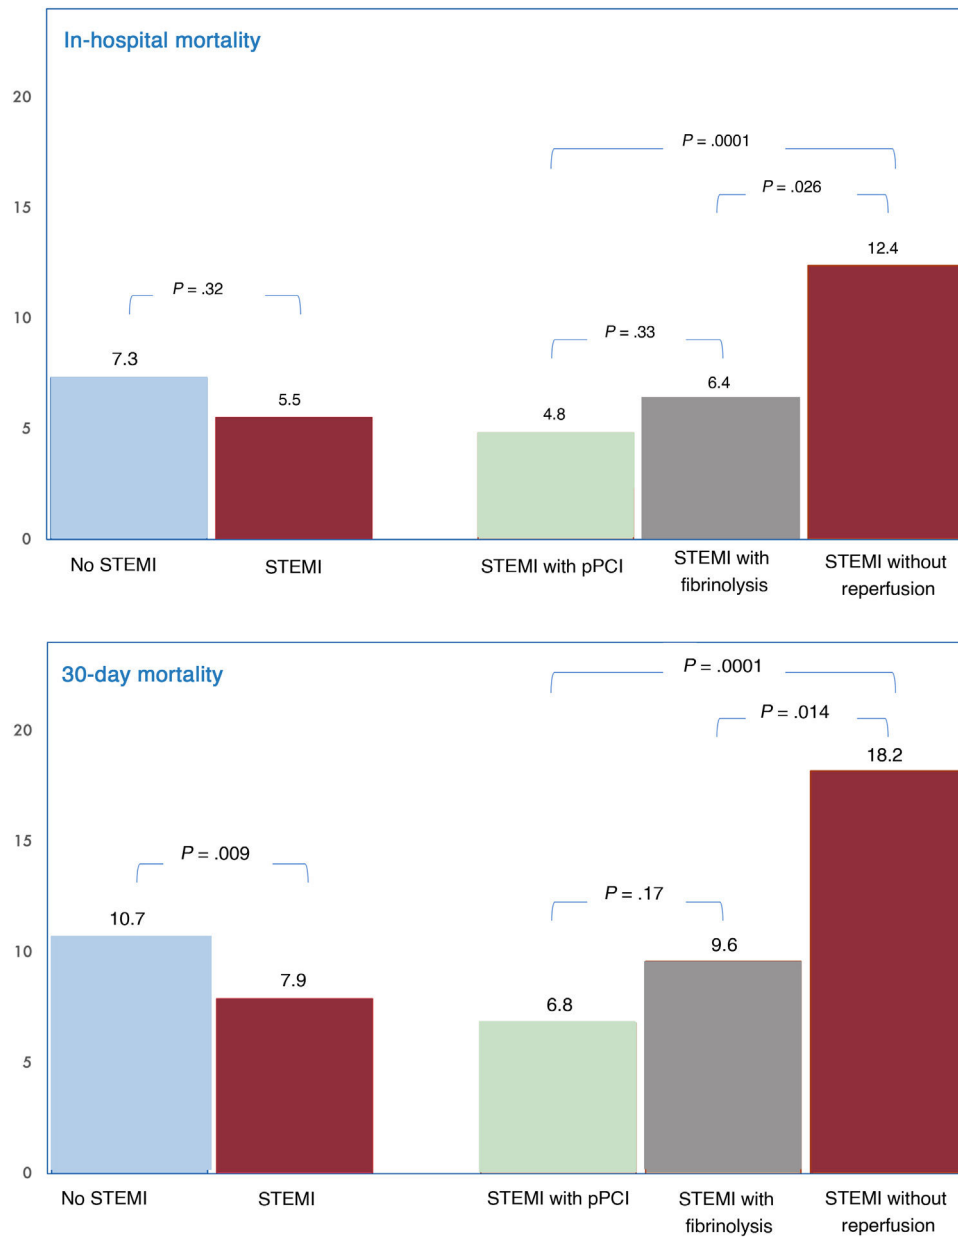 In-hospital mortality
20
P = .0001
P = .026
15
12.4
P = .32
10
P = .33
7.3
6.4
5.5
4.8
5
0
No STEMI
STEMI
STEMI with pPCI
STEMI with
fibrinolysis
STEMI without
reperfusion
30-day mortality
P = .0001
20
P = .014
18.2
15
P = .009
P = .17
10.7
10
9.6
7.9
6.8
5
0
No STEMI
STEMI
STEMI with pPCI
STEMI with
fibrinolysis
STEMI without
reperfusion